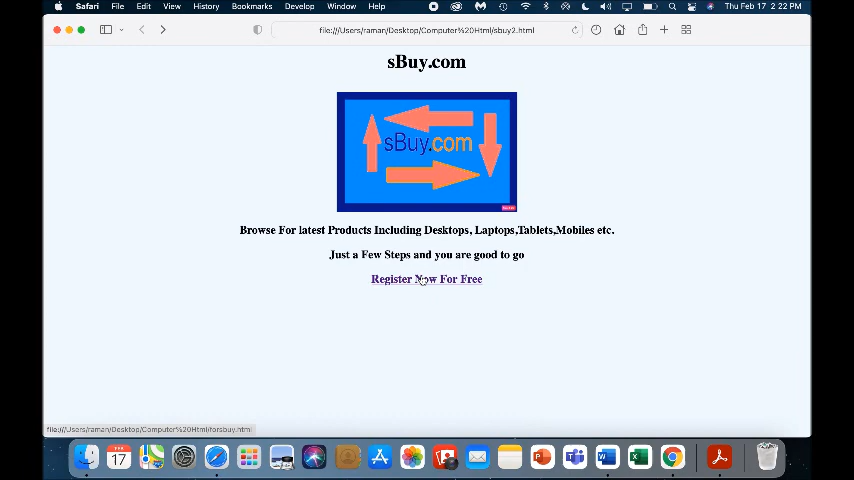 Safari File Edit View History Bookmarks Develop Window Help Thu Feb 17 2:22 PM
file:///Users/raman/Desktop/Computer%20Html/sbuy2.html
sBuy.com
sBuy.com
Browse For latest Products Including Desktops, Laptops,Tablets,Mobiles etc.
Just a Few Steps and you are good to go
Register Now For Free
file:///Users/raman/Desktop/Computer%20Html/forsbuy.html
FEB
17